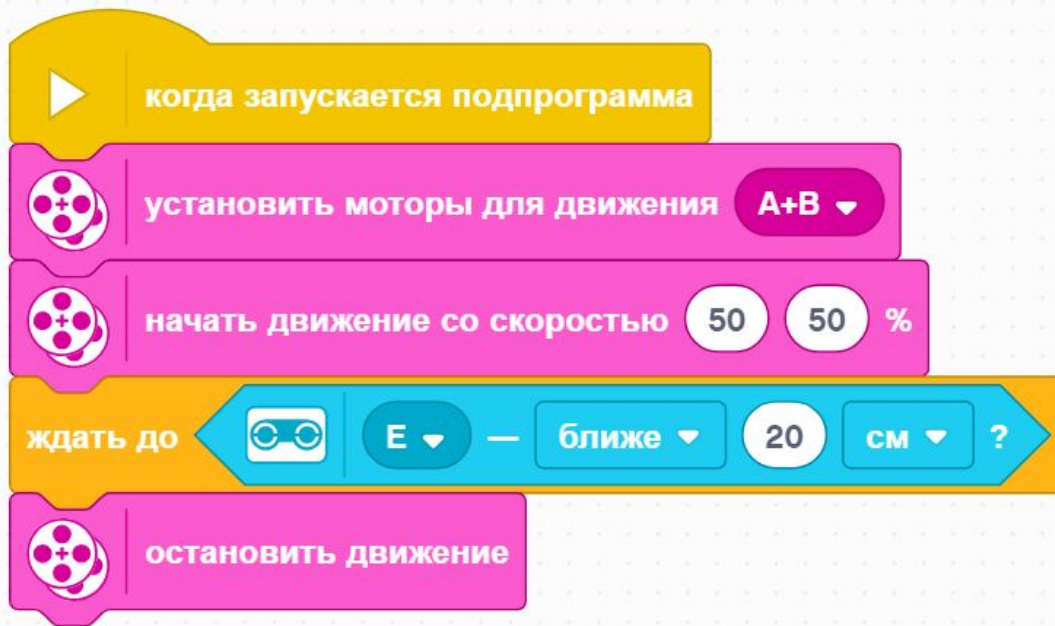 когда запускается подпрограмма
установить моторы для движения A+B
начать движение со скоростью 50 50 %
ждать до E — ближе 20 см ?
остановить движение